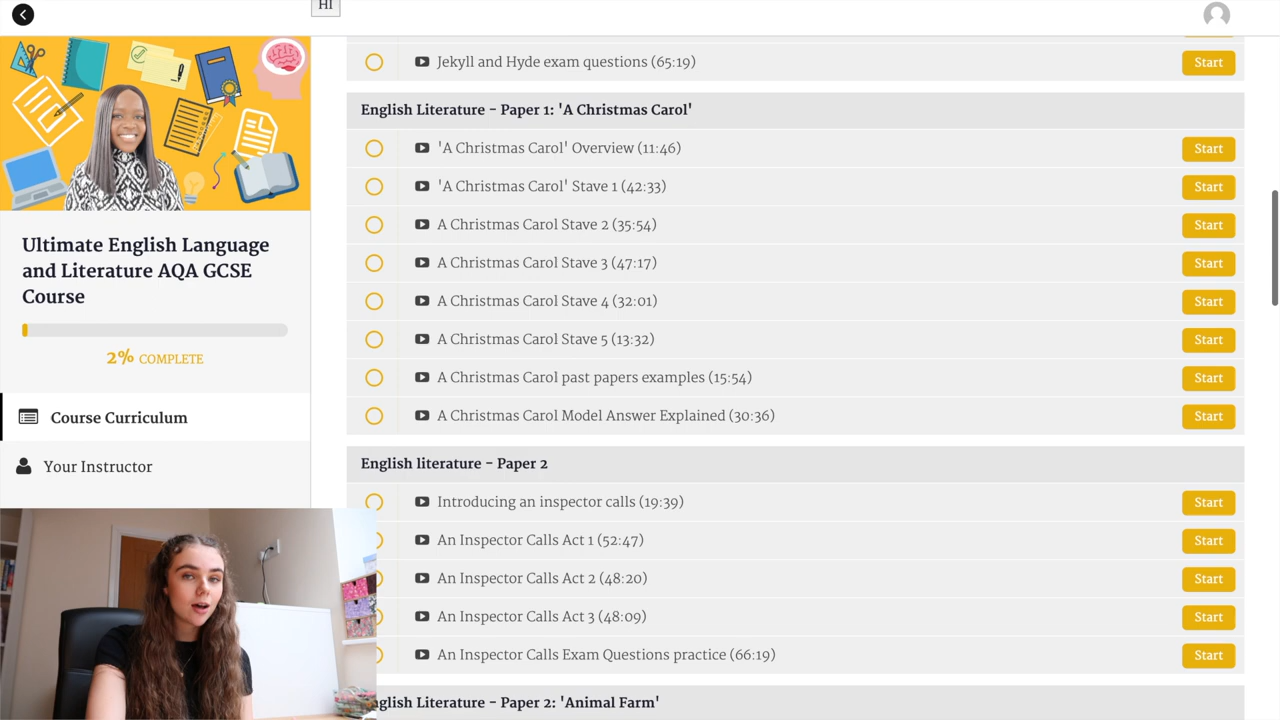 HI
Jekyll and Hyde exam questions (65:19)
Start
English Literature - Paper 1: 'A Christmas Carol'
'A Christmas Carol' Overview (11:46)
Start
'A Christmas Carol' Stave 1 (42:33)
Start
A Christmas Carol Stave 2 (35:54)
Start
A Christmas Carol Stave 3 (47:17)
Start
A Christmas Carol Stave 4 (32:01)
Start
A Christmas Carol Stave 5 (13:32)
Start
A Christmas Carol past papers examples (15:54)
Start
A Christmas Carol Model Answer Explained (30:36)
Start
English literature - Paper 2
Introducing an inspector calls (19:39)
Start
An Inspector Calls Act 1 (52:47)
Start
An Inspector Calls Act 2 (48:20)
Start
An Inspector Calls Act 3 (48:09)
Start
An Inspector Calls Exam Questions practice (66:19)
Start
glish Literature - Paper 2: 'Animal Farm'
Ultimate English Language
and Literature AQA GCSE
Course
2% COMPLETE
Course Curriculum
Your Instructor